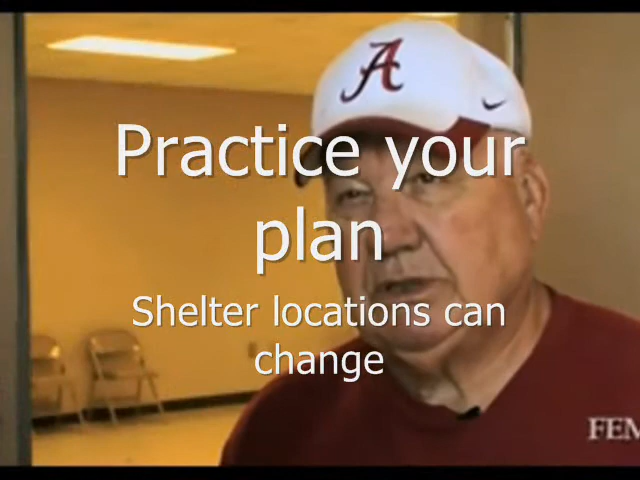 A
Practice your
plan
Shelter locations can
change
FEM